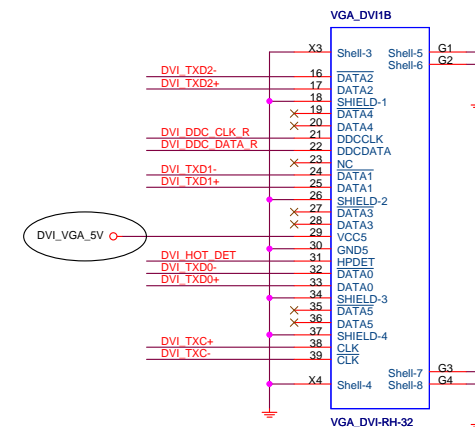 VGA_DVI1B
X3 Shell-3 Shell-5 G1
Shell-6 G2
DVI_TXD2- 16 DATA2
DVI_TXD2+ 17 DATA2
18 SHIELD-1
19 DATA4
20 DATA4
DVI_DDC_CLK_R 21 DDCCLK
DVI_DDC_DATA_R 22 DDCDATA
23 NC
DVI_TXD1- 24 DATA1
DVI_TXD1+ 25 DATA1
26 SHIELD-2
27 DATA3
28 DATA3
DVI_VGA_5V 29 VCC5
30 GND5
DVI_HOT_DET 31 HPDET
DVI_TXD0- 32 DATA0
DVI_TXD0+ 33 DATA0
34 SHIELD-3
35 DATA5
36 DATA5
37 SHIELD-4
DVI_TXC+ 38 CLK
DVI_TXC- 39 CLK
Shell-7 G3
X4 Shell-4 Shell-8 G4
VGA_DVI-RH-32